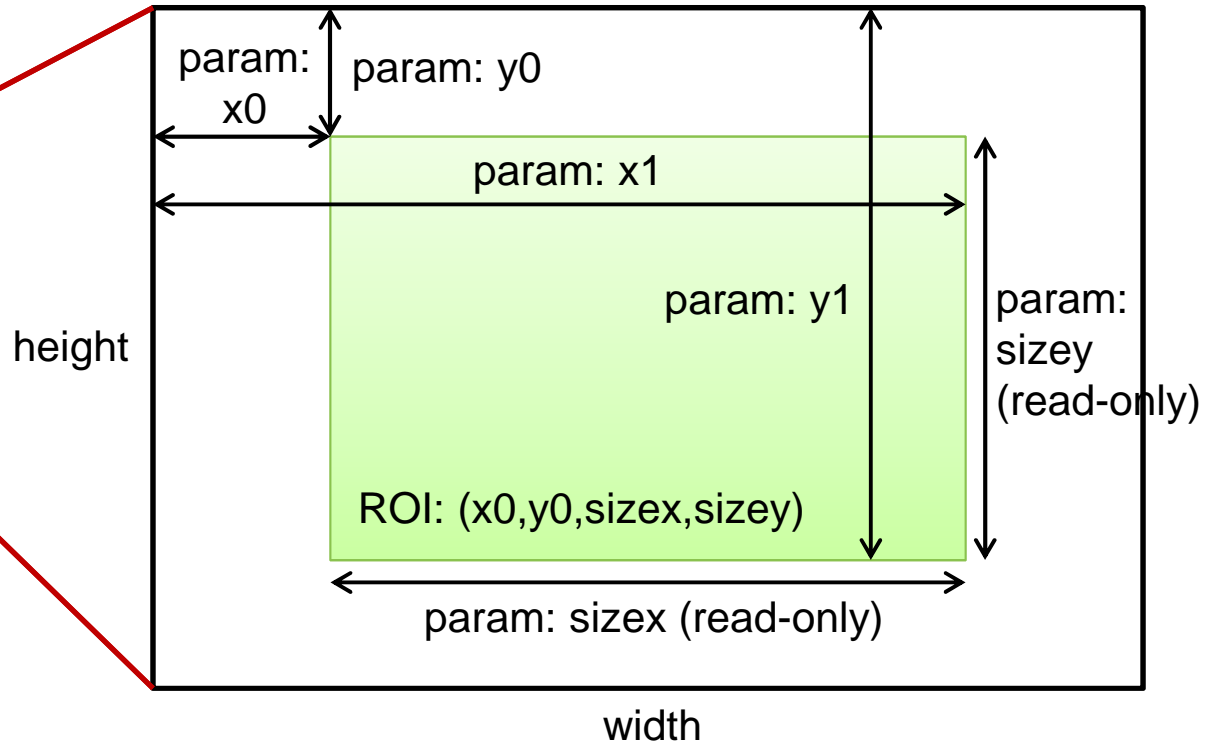 param:
x0
param: y0
param: x1
param: y1
param:
sizey
(read-only)
height
ROI: (x0,y0,sizex,sizey)
param: sizex (read-only)
width